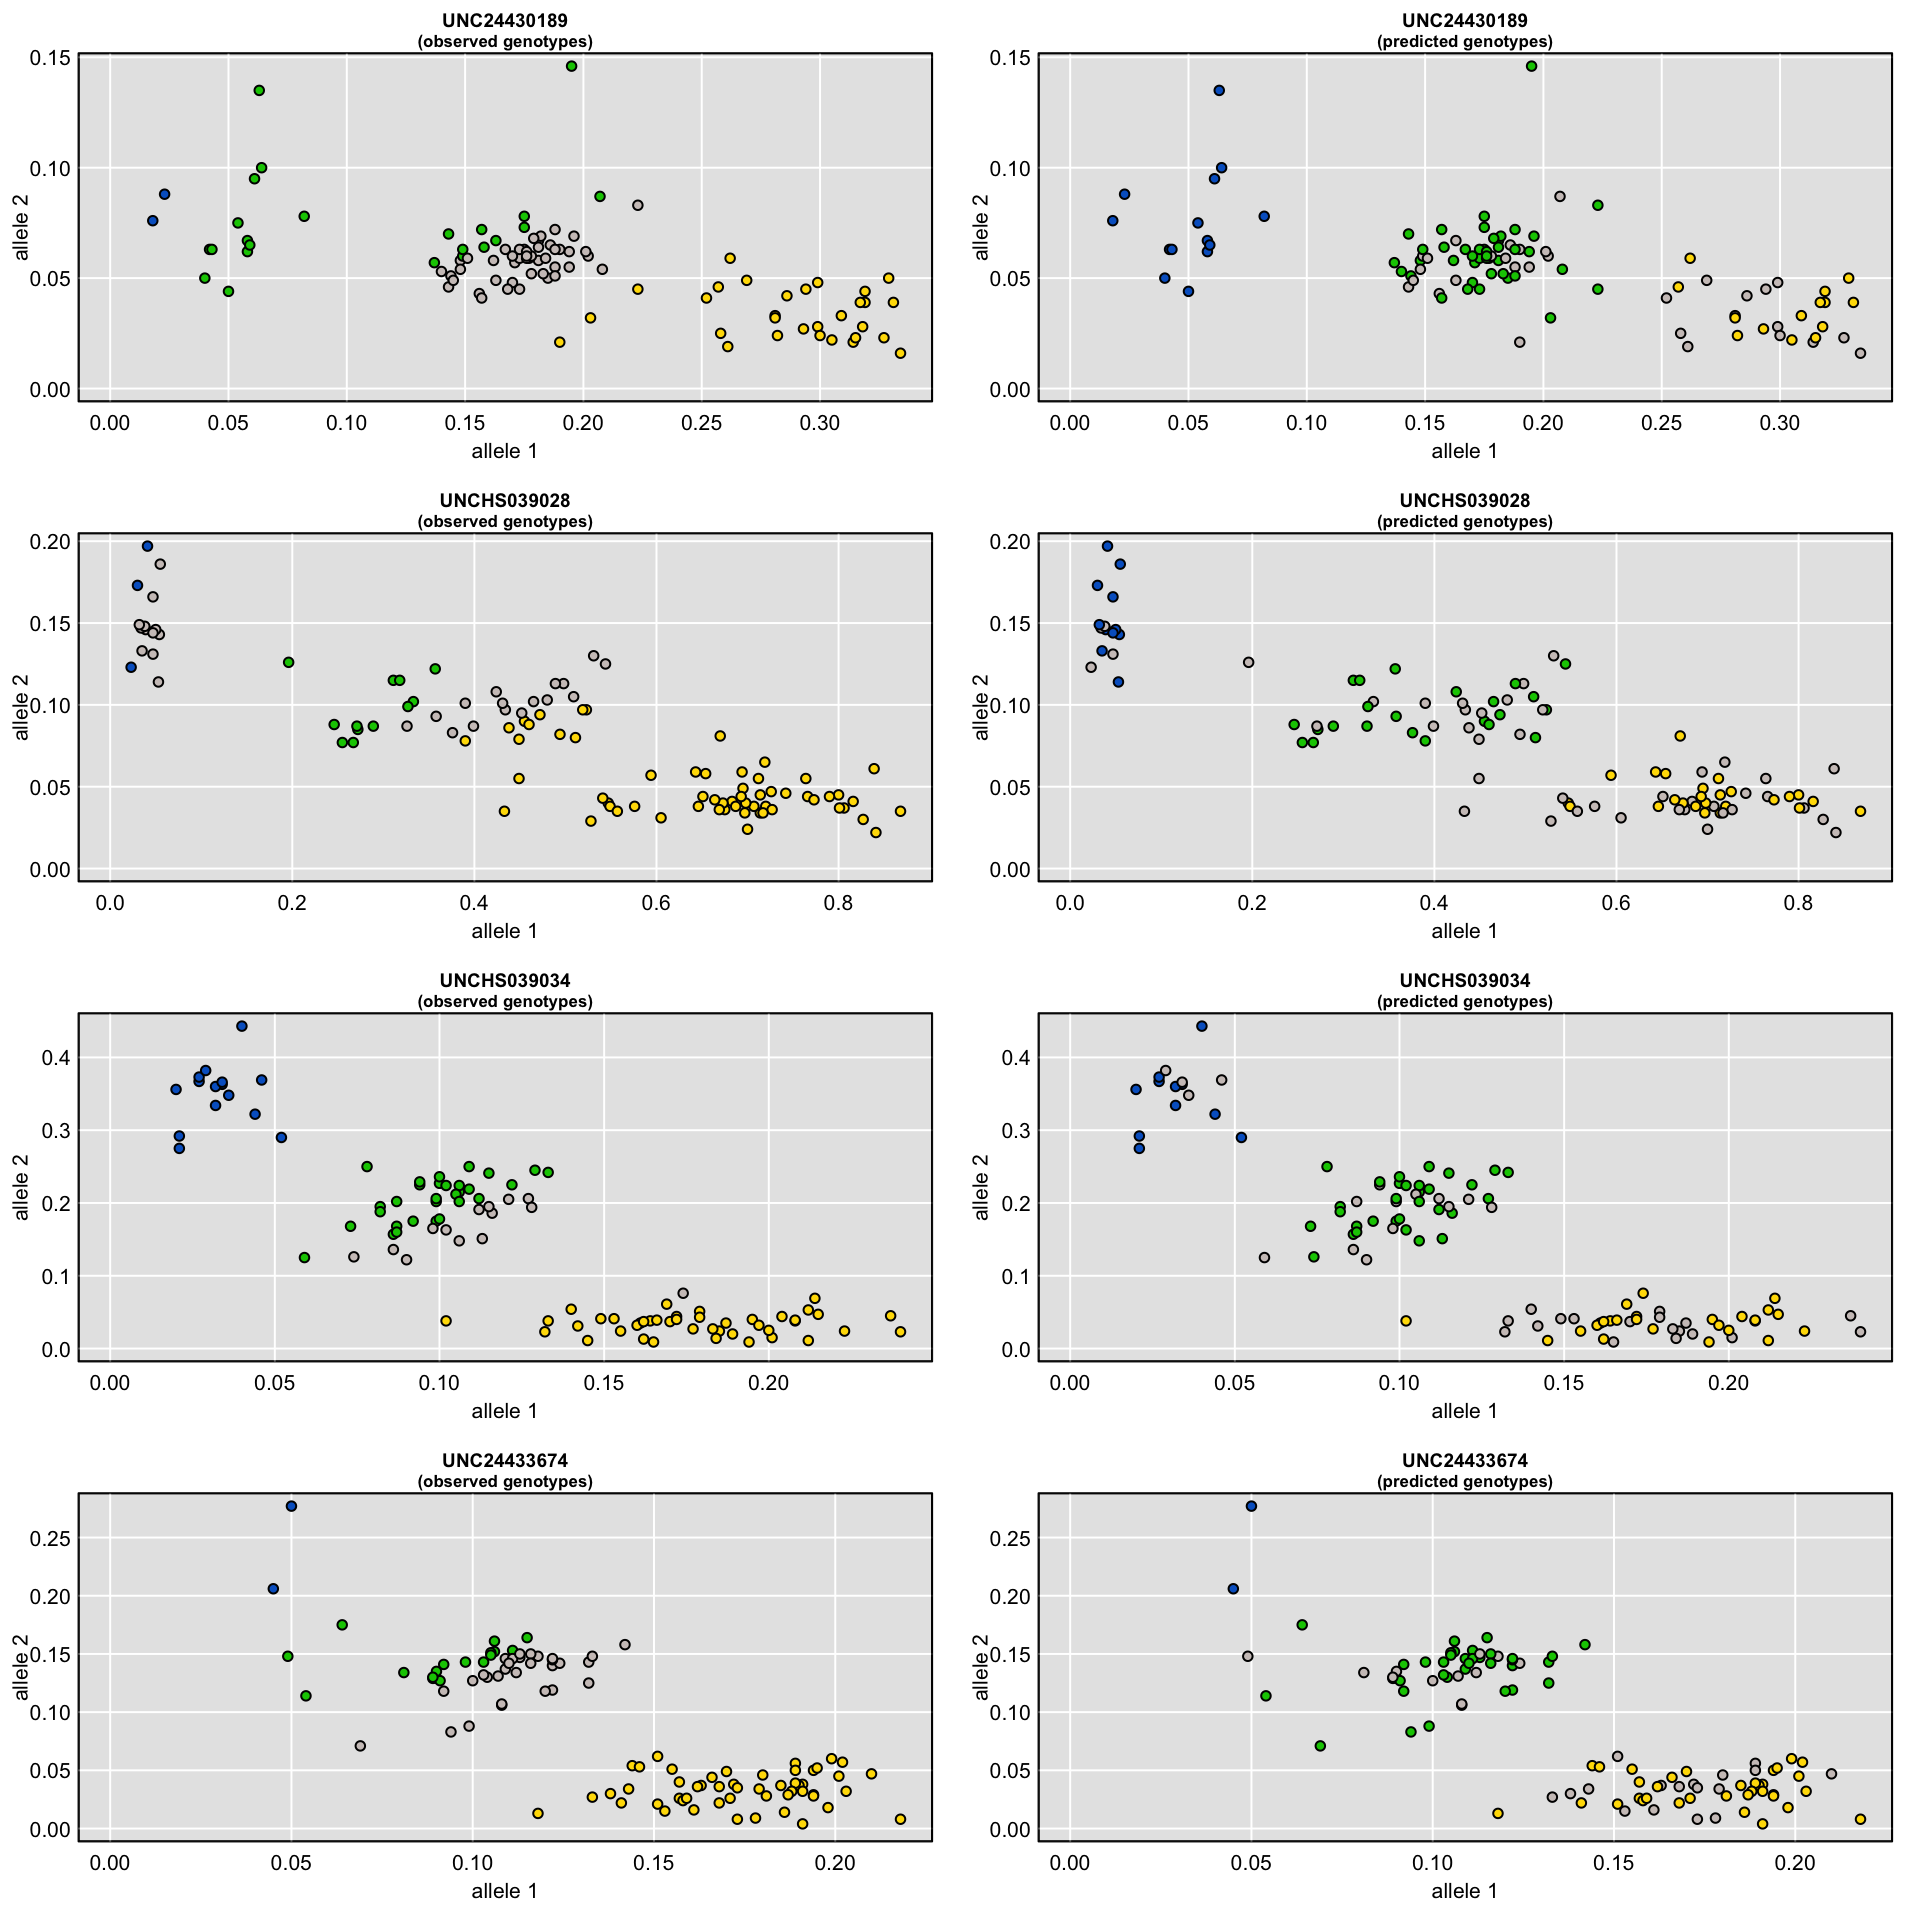 UNC24430189
(observed genotypes)
0.15
0.10
0.05
0.00
allele 2
0.00 0.05 0.10 0.15 0.20 0.25 0.30
allele 1
UNC24430189
(predicted genotypes)
0.15
0.10
0.05
0.00
allele 2
0.00 0.05 0.10 0.15 0.20 0.25 0.30
allele 1
UNCHS039028
(observed genotypes)
0.20
0.15
0.10
0.05
0.00
allele 2
0.0 0.2 0.4 0.6 0.8
allele 1
UNCHS039028
(predicted genotypes)
0.20
0.15
0.10
0.05
0.00
allele 2
0.0 0.2 0.4 0.6 0.8
allele 1
UNCHS039034
(observed genotypes)
0.4
0.3
0.2
0.1
0.0
allele 2
0.00 0.05 0.10 0.15 0.20
allele 1
UNCHS039034
(predicted genotypes)
0.4
0.3
0.2
0.1
0.0
allele 2
0.00 0.05 0.10 0.15 0.20
allele 1
UNC24433674
(observed genotypes)
0.25
0.20
0.15
0.10
0.05
0.00
allele 2
0.00 0.05 0.10 0.15 0.20
allele 1
UNC24433674
(predicted genotypes)
0.25
0.20
0.15
0.10
0.05
0.00
allele 2
0.00 0.05 0.10 0.15 0.20
allele 1